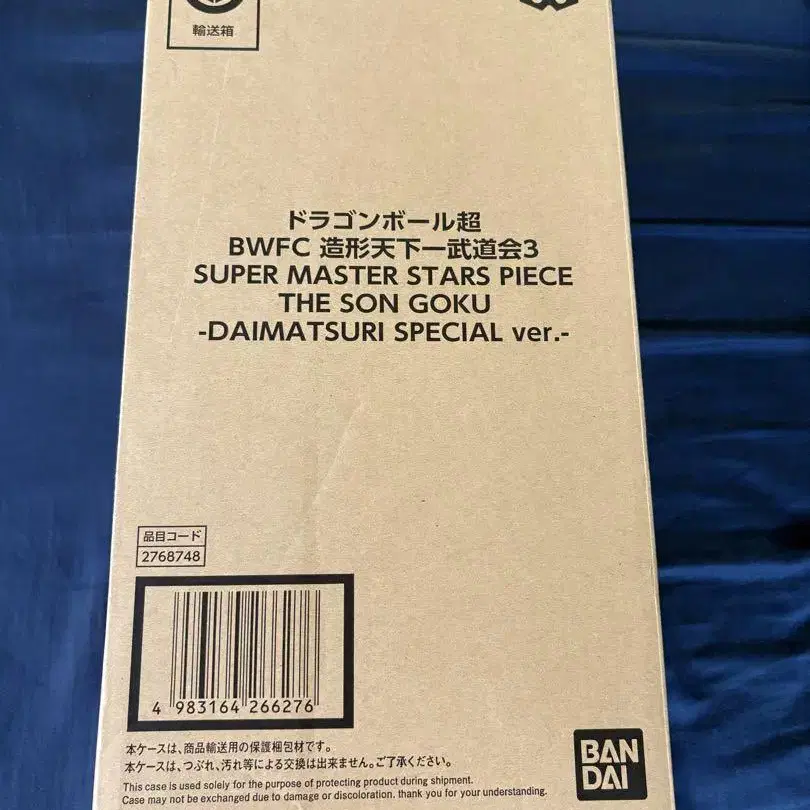 輸送箱
ドラゴンボール超
BWFC 造形天下一武道会3
SUPER MASTER STARS PIECE
THE SON GOKU
-DAIMATSURI SPECIAL ver.-
品目コード
2768748
4 983164 266276
本ケースは、商品輸送用の保護梱包材です。
本ケースは、つぶれ、汚れ等による交換は出来ません。ご了承ください。
This case is used solely for the purpose of protecting product during shipment.
Case may not be exchanged due to damage or discoloration. thank you for your understanding.
BAN
DAI